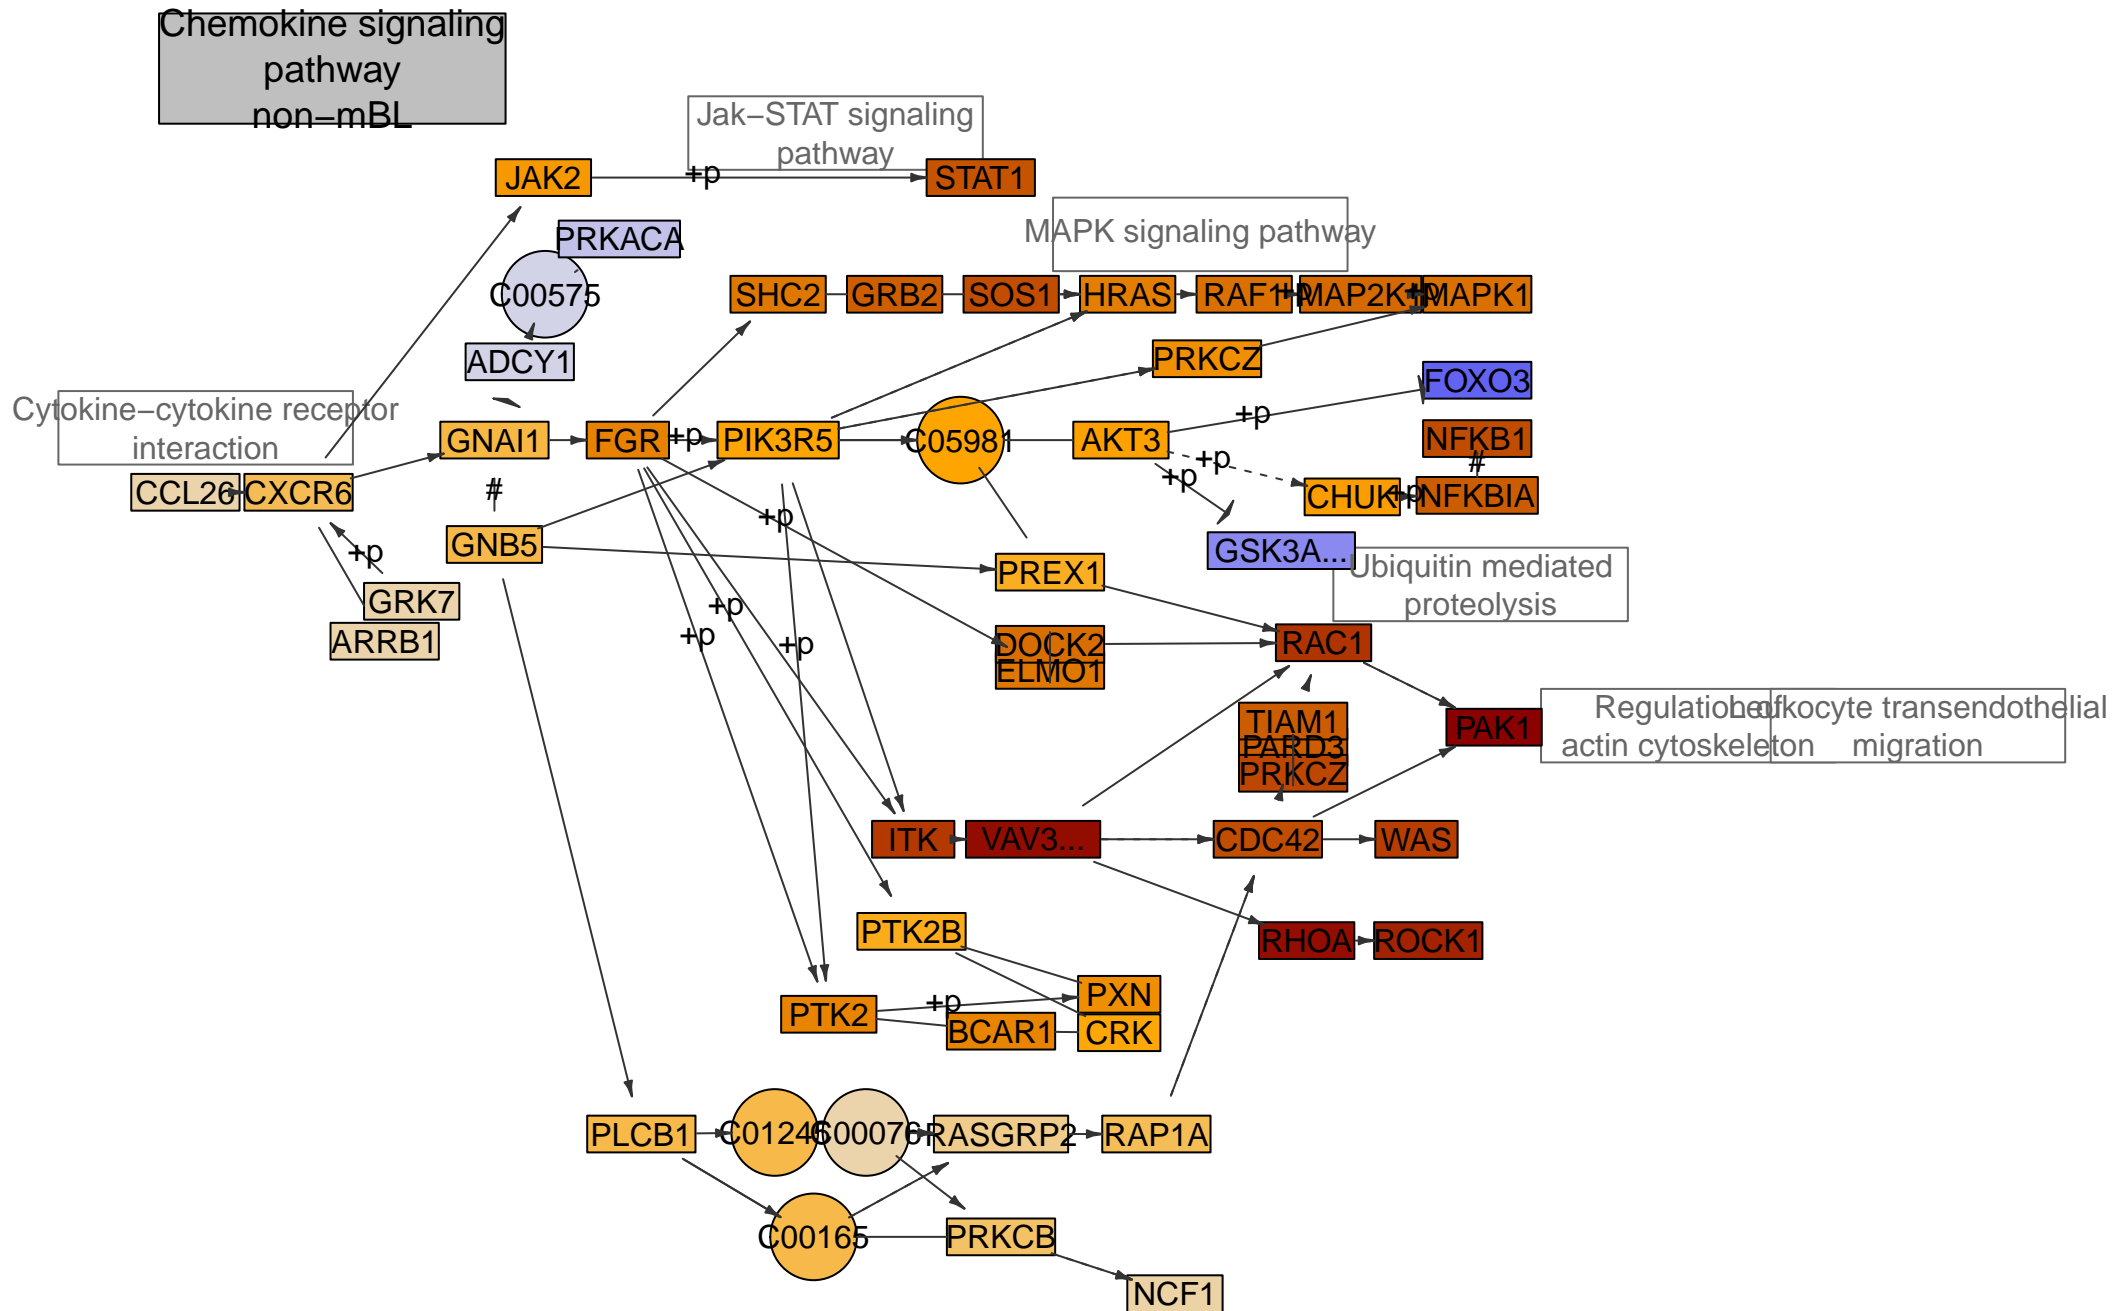 Chemokine signaling
pathway
non−mBL
Jak−STAT signaling
pathway
JAK2
+p
STAT1
PRKACA
MAPK signaling pathway
C00575
SHC2
GRB2
SOS1
HRAS
RAF1
+p
MAP2K1
+p
MAPK1
ADCY1
PRKCZ
FOXO3
Cytokine−cytokine receptor
interaction
GNAI1
FGR
+p
PIK3R5
C05981
AKT3
+p
NFKB1
+p
#
+p
CCL26
CXCR6
#
CHUK
+p
NFKBIA
+p
GNB5
+p
GSK3A...
Ubiquitin mediated
proteolysis
PREX1
GRK7
+p
ARRB1
+p
+p
DOCK2
ELMO1
RAC1
TIAM1
PARD3
PRKCZ
PAK1
Regulation of
actin cytoskeleton
Leukocyte transendothelial
migration
ITK
VAV3...
CDC42
WAS
PTK2B
RHOA
ROCK1
PTK2
+p
PXN
BCAR1
CRK
PLCB1
C01245
C00076
RASGRP2
RAP1A
C00165
PRKCB
NCF1